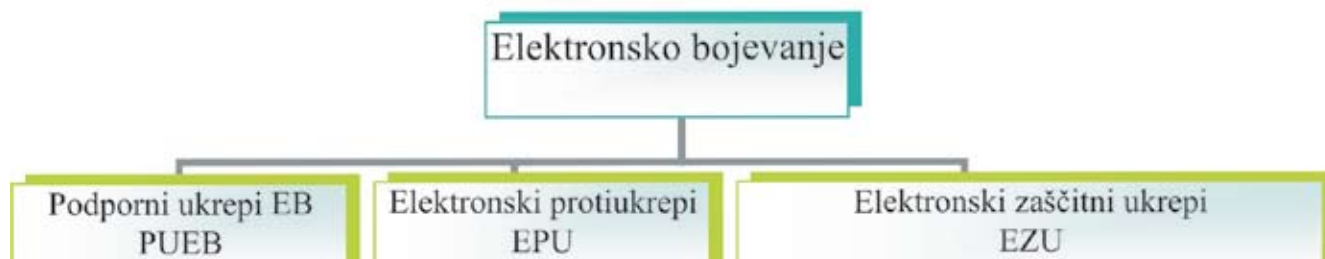 Elektronsko bojevanje
Podporni ukrepi EB
PUEB
Elektronski protiukrepi
EPU
Elektronski zaščitni ukrepi
EZU